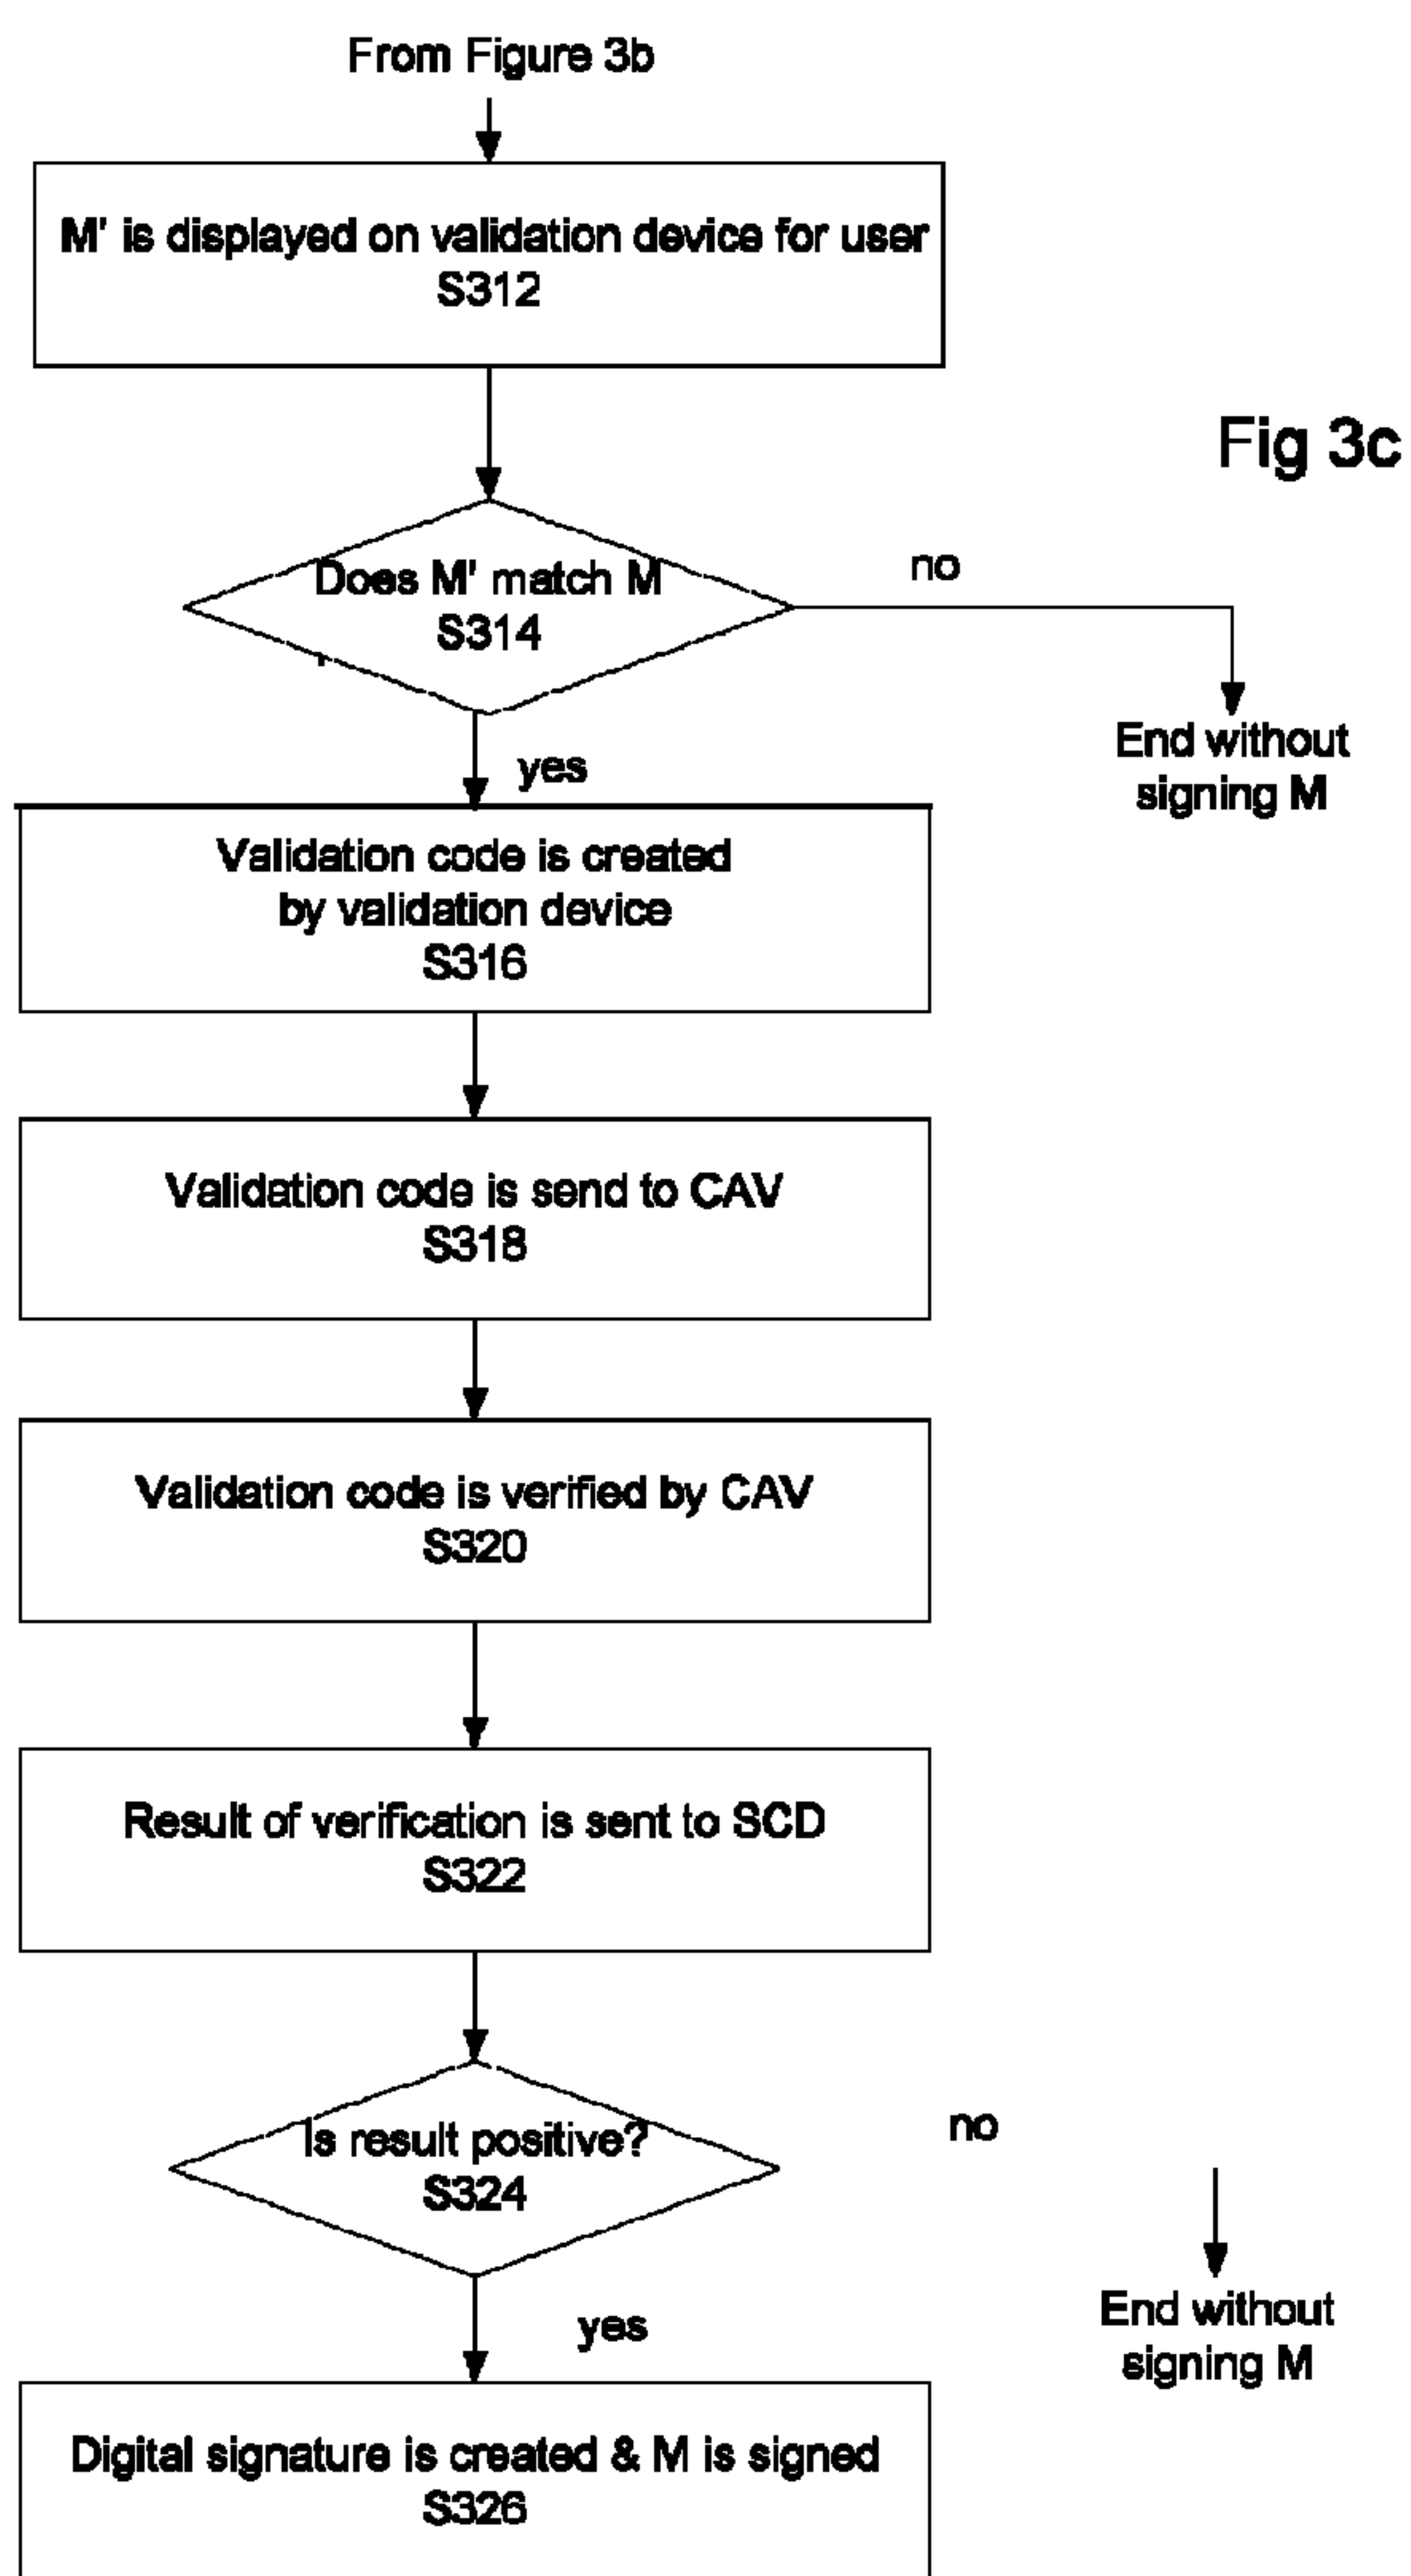 From Figure 3b
M' is displayed on validation device for user
S312
Fig 3c
Does M' match M
S314
no
End without
signing M
yes
Validation code is created
by validation device
S316
Validation code is send to CAV
S318
Validation code is verified by CAV
S320
Result of verification is sent to SCD
S322
Is result positive?
S324
no
End without
signing M
yes
Digital signature is created & M is signed
S326